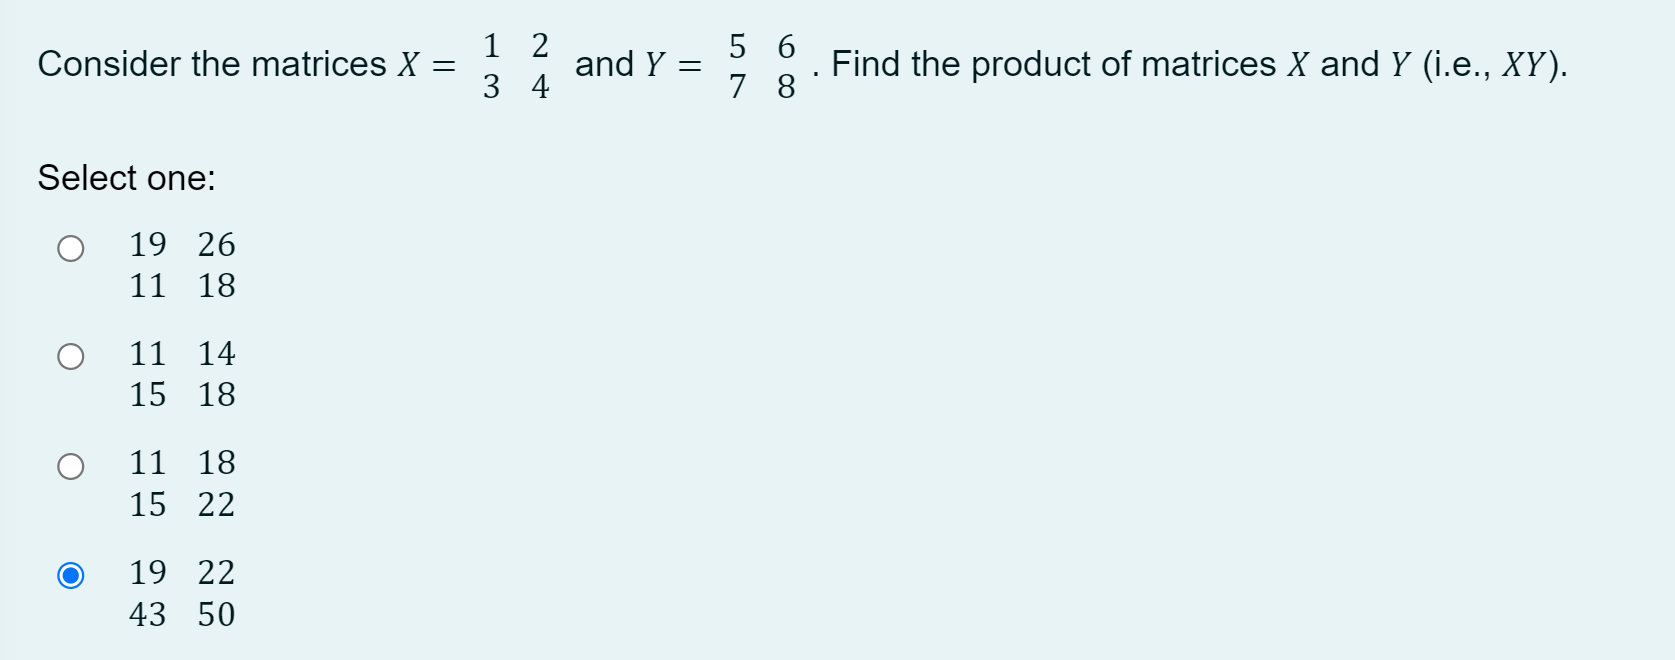 Consider the matrices X = 1 2 and Y = 5 6 . Find the product of matrices X and Y (i.e., XY).
3 4 7 8
Select one:
19 26
11 18
11 14
15 18
11 18
15 22
19 22
43 50